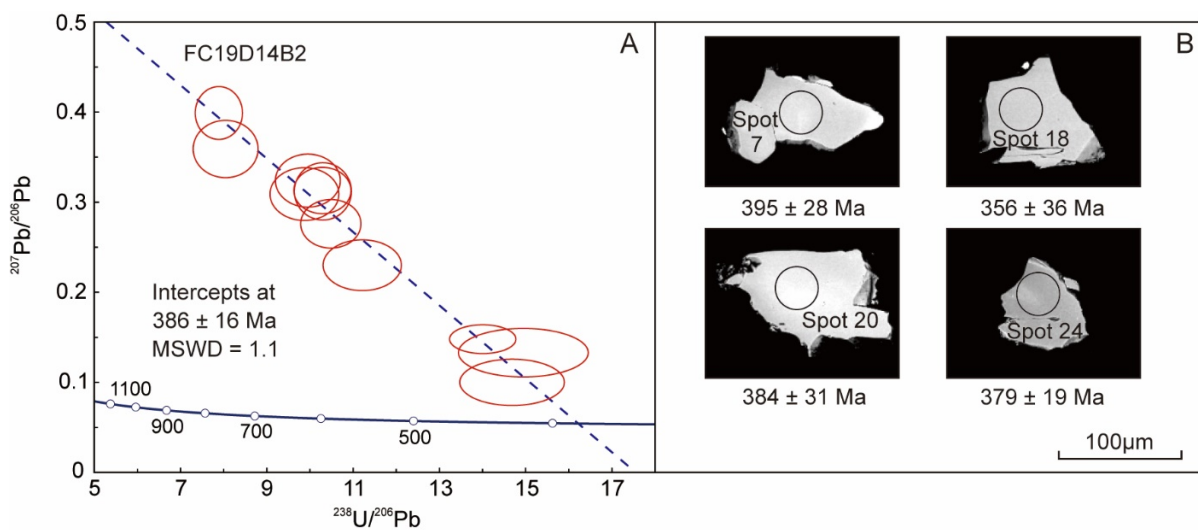 A
FC19D14B2
0.5
0.4
0.3
0.2
0.1
0
²⁰⁷Pb/²⁰⁶Pb
Intercepts at
386 ± 16 Ma
MSWD = 1.1
1100
900
700
500
5 7 9 11 13 15 17
²³⁸U/²⁰⁶Pb
B
Spot
7
395 ± 28 Ma
Spot 18
356 ± 36 Ma
Spot 20
384 ± 31 Ma
Spot 24
379 ± 19 Ma
100µm